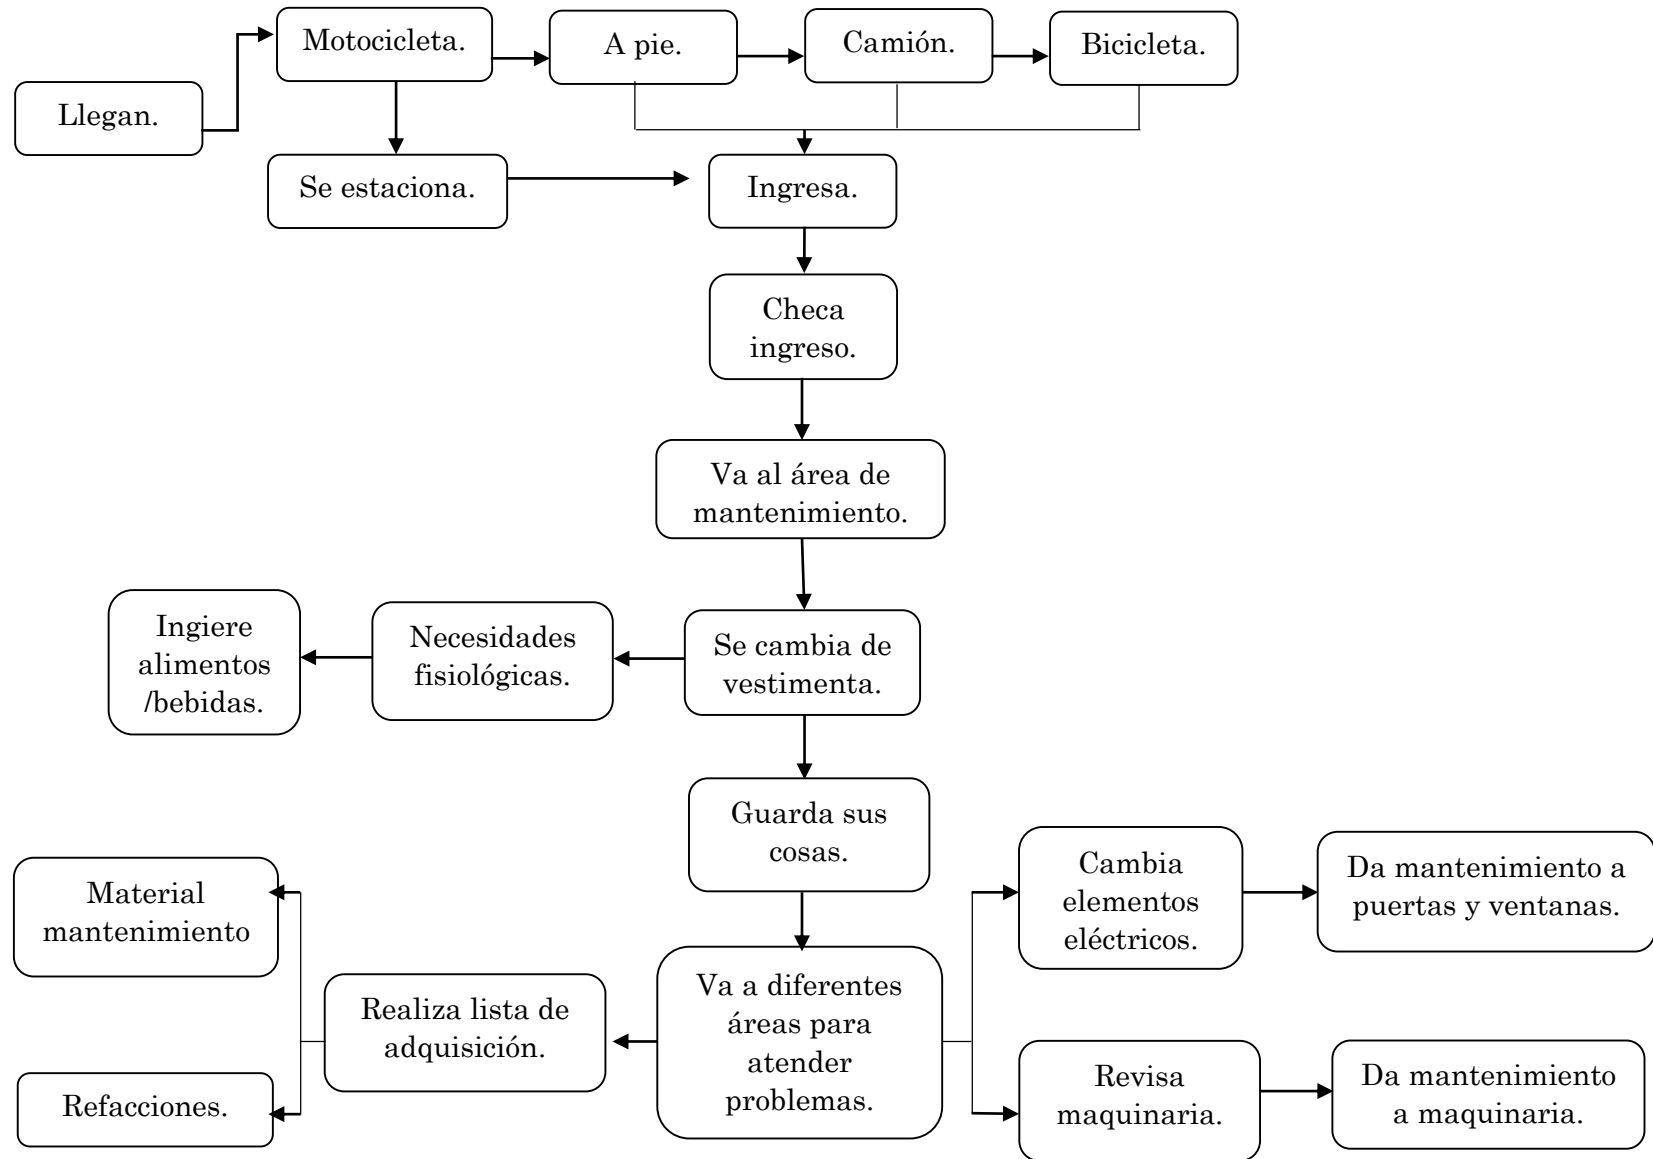 Motocicleta.
A pie.
Camión.
Bicicleta.
Llegan.
Se estaciona.
Ingresa.
Checa
ingreso.
Va al área de
mantenimiento.
Ingiere
alimentos
/bebidas.
Necesidades
fisiológicas.
Se cambia de
vestimenta.
Guarda sus
cosas.
Material
mantenimiento
Cambia
elementos
eléctricos.
Da mantenimiento a
puertas y ventanas.
Realiza lista de
adquisición.
Va a diferentes
áreas para
atender
problemas.
Refacciones.
Revisa
maquinaria.
Da mantenimiento
a maquinaria.